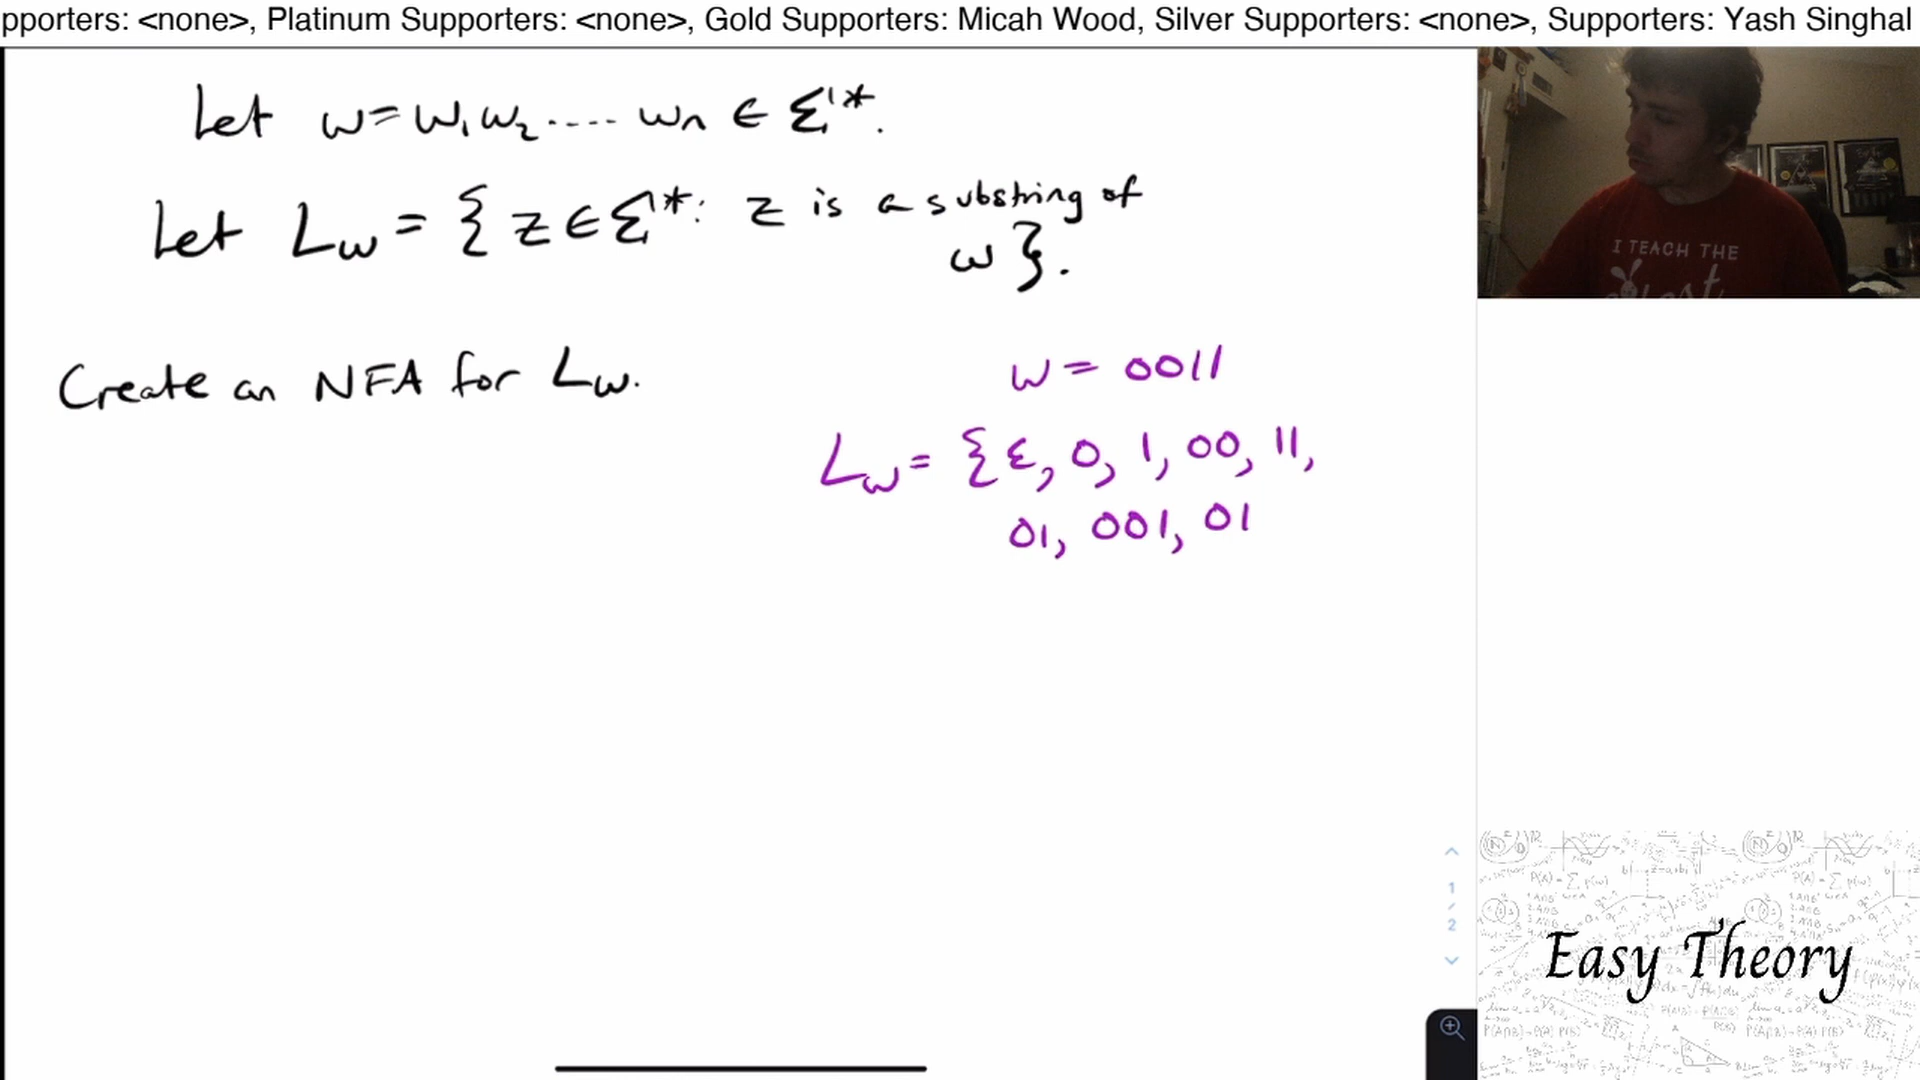 pporters: <none>, Platinum Supporters: <none>, Gold Supporters: Micah Wood, Silver Supporters: <none>, Supporters: Yash Singhal
Let w = w₁w₂ ···· wₙ ∈ Σ*.
Let L_w = { z ∈ Σ*: z is a substring of
w }.
Create an NFA for L_w.
w = 0011
L_w = { ε, 0, 1, 00, 11,
01, 001, 01
I TEACH THE
1
2
Easy Theory